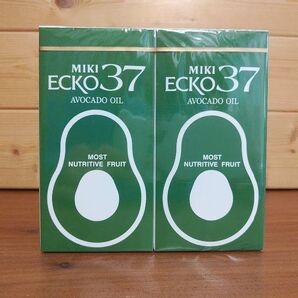 MIKI
ECKO37
AVOCADO OIL
MOST
NUTRITIVE FRUIT
MIKI
ECKO37
AVOCADO OIL
MOST
NUTRITIVE FRUIT